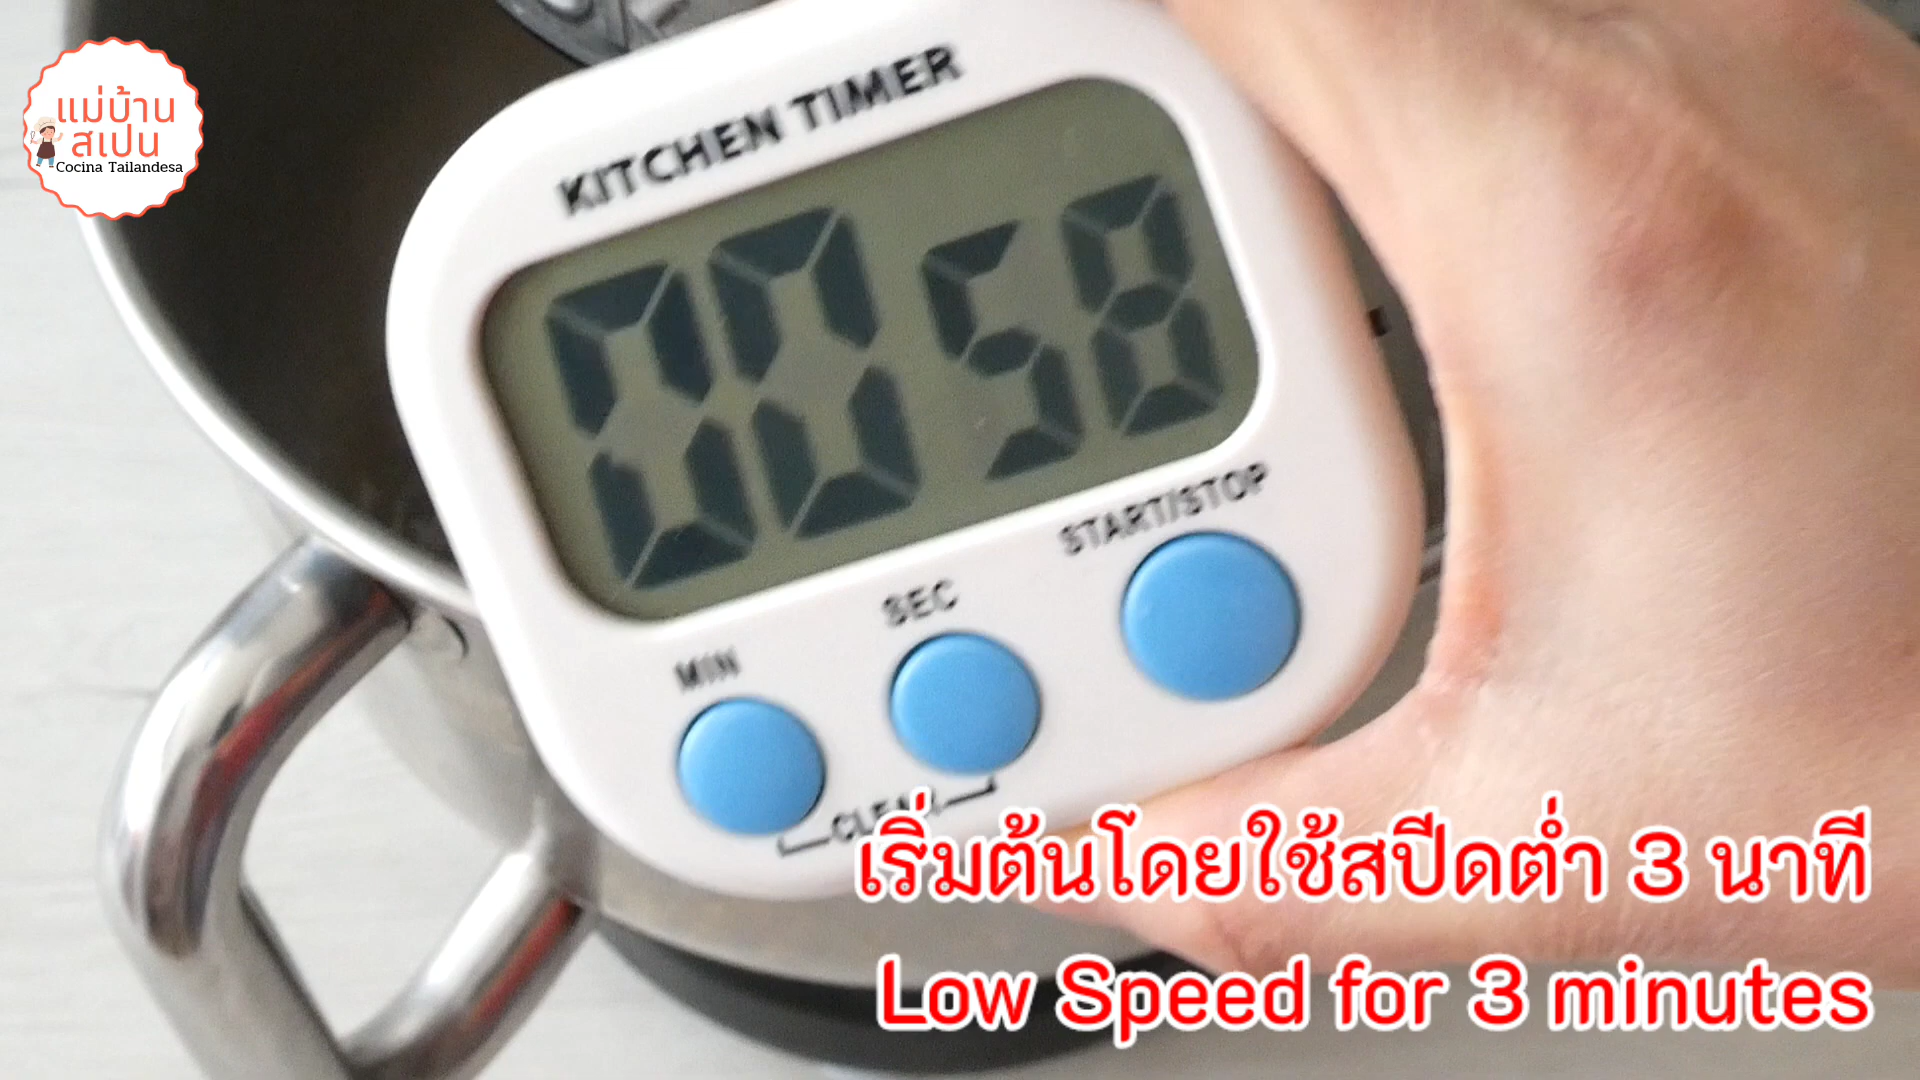 แม่บ้าน
สเปน
Cocina Tailandesa
KITCHEN TIMER
00 58
START/STOP
SEC
MIN
CLEAR
เริ่มต้นโดยใช้สปีดต่ำ 3 นาที
Low Speed for 3 minutes